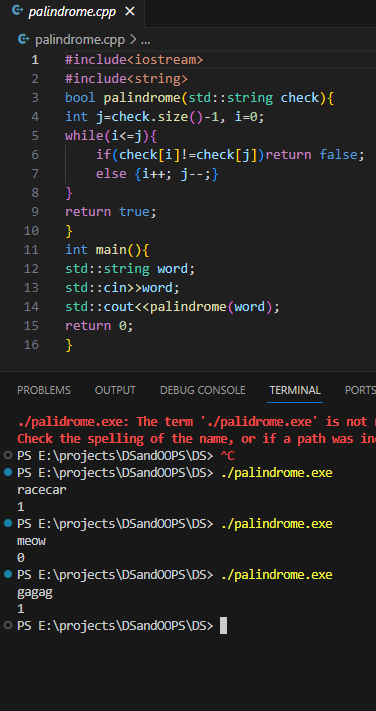 palindrome.cpp ×
palindrome.cpp > ...
1 #include<iostream>
2 #include<string>
3 bool palindrome(std::string check){
4 int j=check.size()-1, i=0;
5 while(i<=j){
6 if(check[i]!=check[j])return false;
7 else {i++; j--;}
8 }
9 return true;
10 }
11 int main(){
12 std::string word;
13 std::cin>>word;
14 std::cout<<palindrome(word);
15 return 0;
16 }
PROBLEMS OUTPUT DEBUG CONSOLE TERMINAL PORTS
./palidrome.exe: The term './palidrome.exe' is not
Check the spelling of the name, or if a path was in
PS E:\projects\DSandOOPS\DS> ^C
PS E:\projects\DSandOOPS\DS> ./palindrome.exe
racecar
1
PS E:\projects\DSandOOPS\DS> ./palindrome.exe
meow
0
PS E:\projects\DSandOOPS\DS> ./palindrome.exe
gagag
1
PS E:\projects\DSandOOPS\DS>